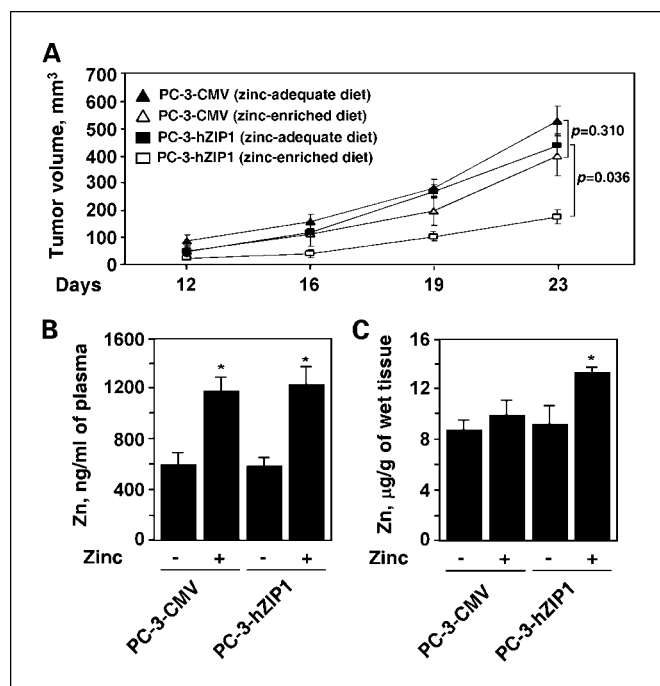 A
Tumor volume, mm³
700
600
500
400
300
200
100
0
PC-3-CMV (zinc-adequate diet)
PC-3-CMV (zinc-enriched diet)
PC-3-hZIP1 (zinc-adequate diet)
PC-3-hZIP1 (zinc-enriched diet)
p=0.310
p=0.036
Days 12 16 19 23
B
Zn, ng/ml of plasma
1600
1200
800
400
0
* *
Zinc - + - +
PC-3-CMV PC-3-hZIP1
C
Zn, μg/g of wet tissue
16
12
8
4
0
*
Zinc - + - +
PC-3-CMV PC-3-hZIP1